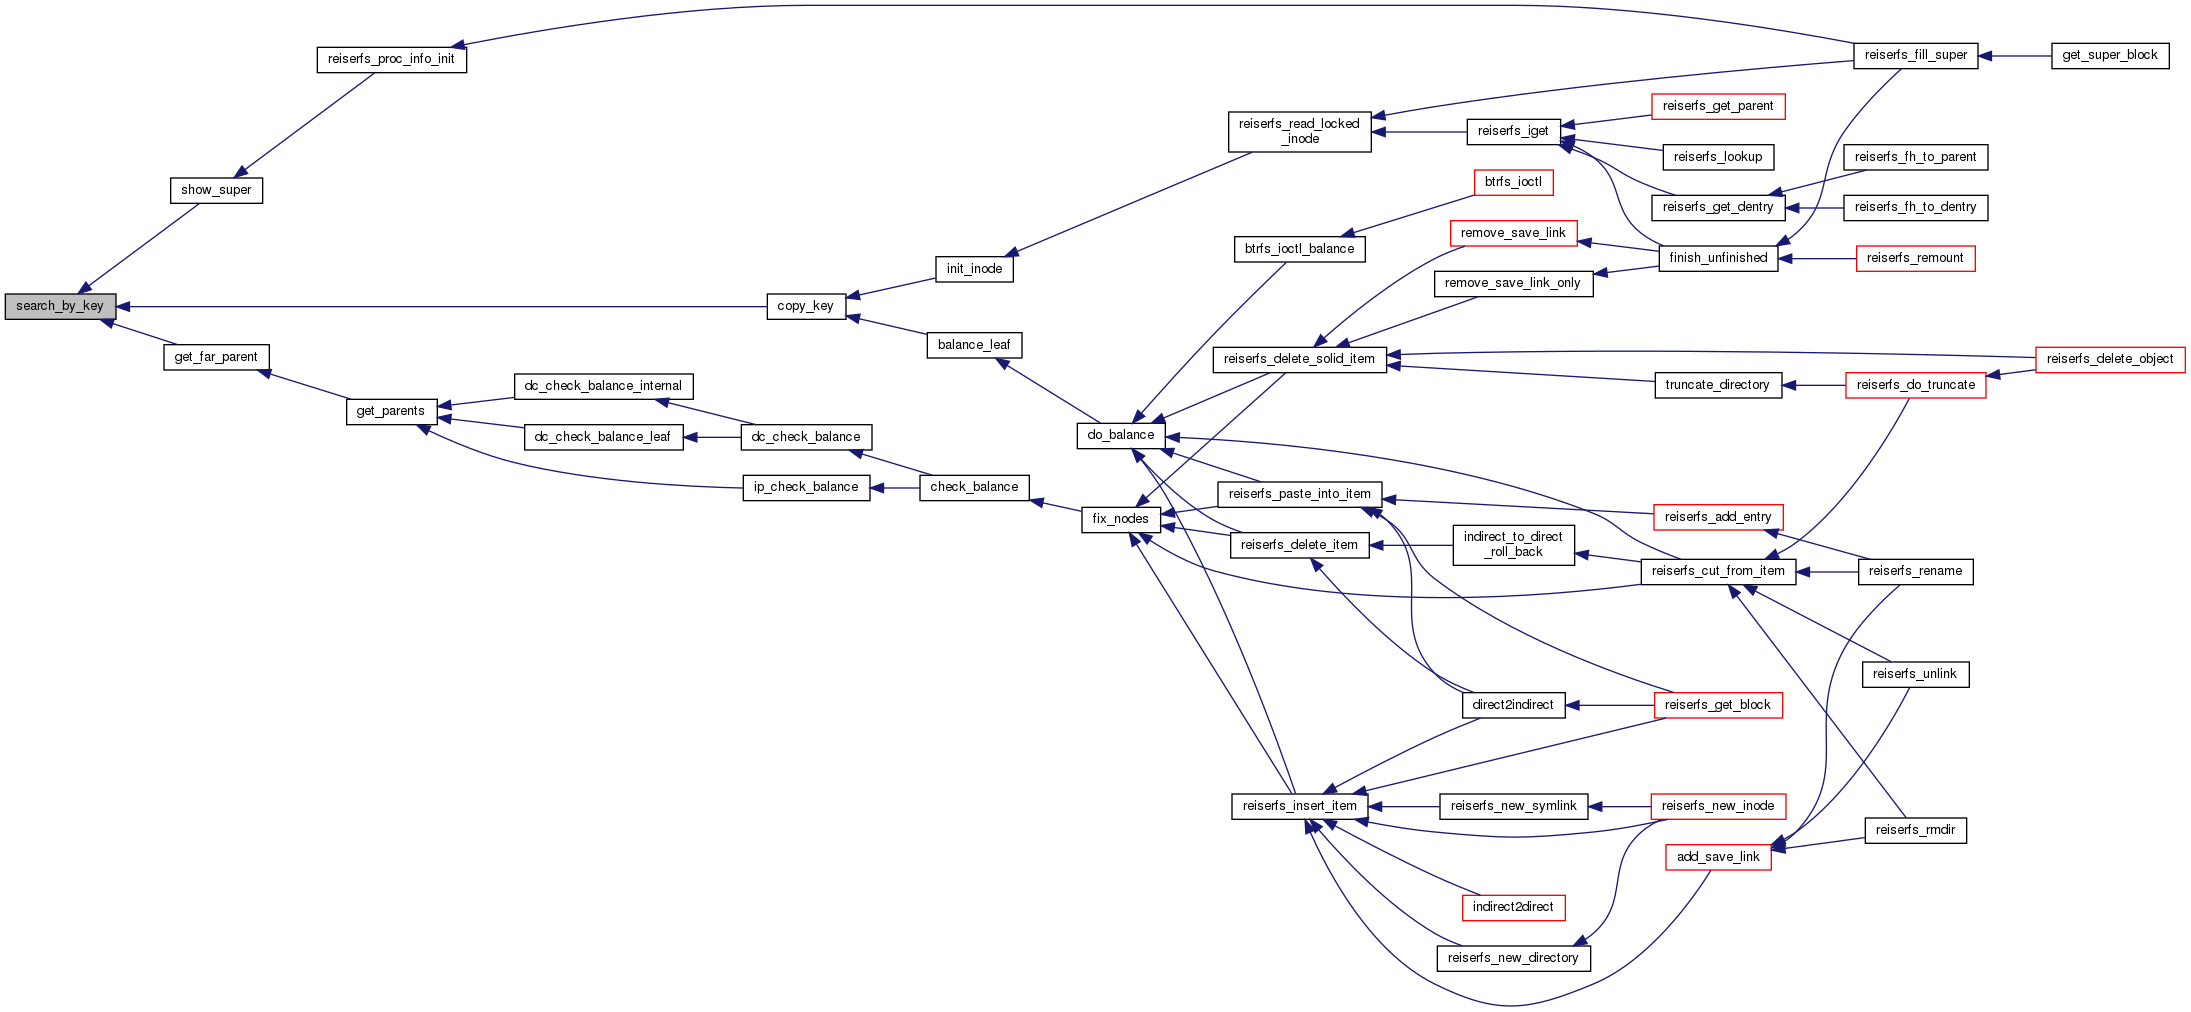 reiserfs_proc_info_init
reiserfs_fill_super
get_super_block
reiserfs_get_parent
reiserfs_read_locked
_inode
reiserfs_iget
reiserfs_lookup
reiserfs_fh_to_parent
show_super
btrfs_ioctl
reiserfs_get_dentry
reiserfs_fh_to_dentry
btrfs_ioctl_balance
remove_save_link
finish_unfinished
reiserfs_remount
init_inode
remove_save_link_only
search_by_key
copy_key
balance_leaf
get_far_parent
reiserfs_delete_solid_item
reiserfs_delete_object
dc_check_balance_internal
truncate_directory
reiserfs_do_truncate
get_parents
dc_check_balance_leaf
dc_check_balance
do_balance
ip_check_balance
check_balance
reiserfs_paste_into_item
fix_nodes
reiserfs_add_entry
reiserfs_delete_item
indirect_to_direct
_roll_back
reiserfs_cut_from_item
reiserfs_rename
reiserfs_unlink
direct2indirect
reiserfs_get_block
reiserfs_insert_item
reiserfs_new_symlink
reiserfs_new_inode
reiserfs_rmdir
add_save_link
indirect2direct
reiserfs_new_directory